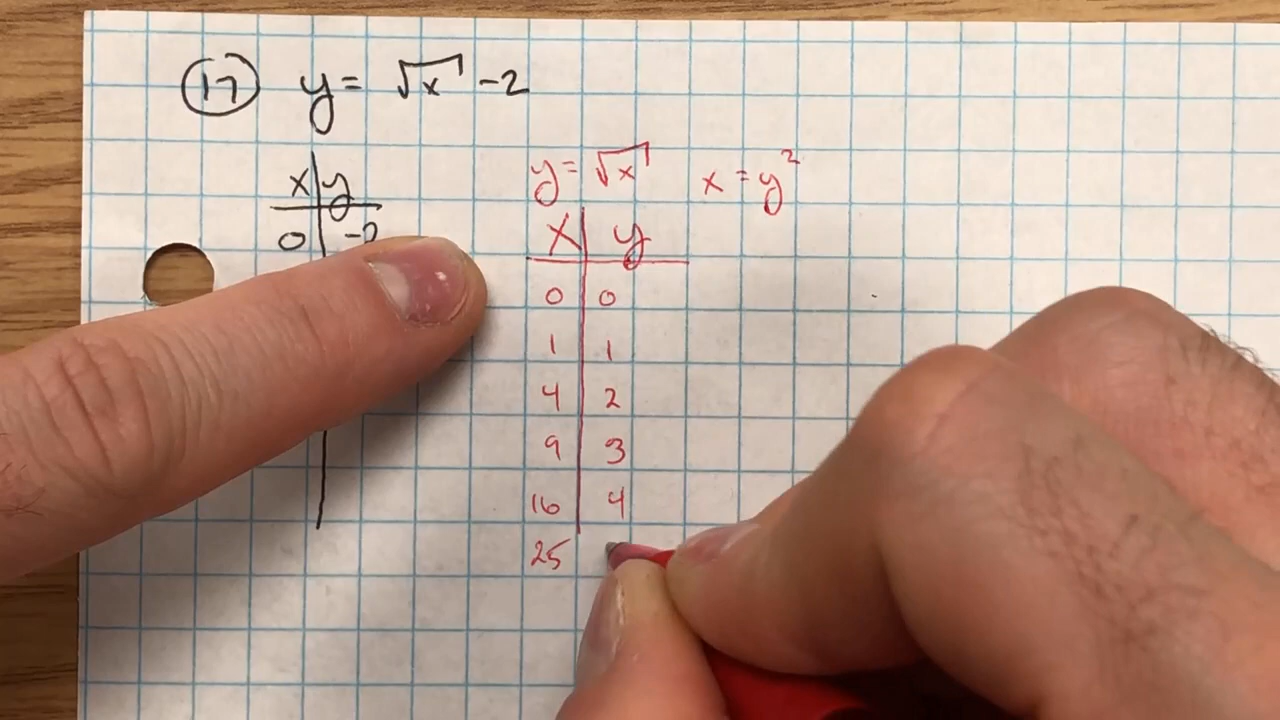 17 y = √x - 2
x y
0 -2
y = √x x = y²
x y
0 0
1 1
4 2
9 3
16 4
25